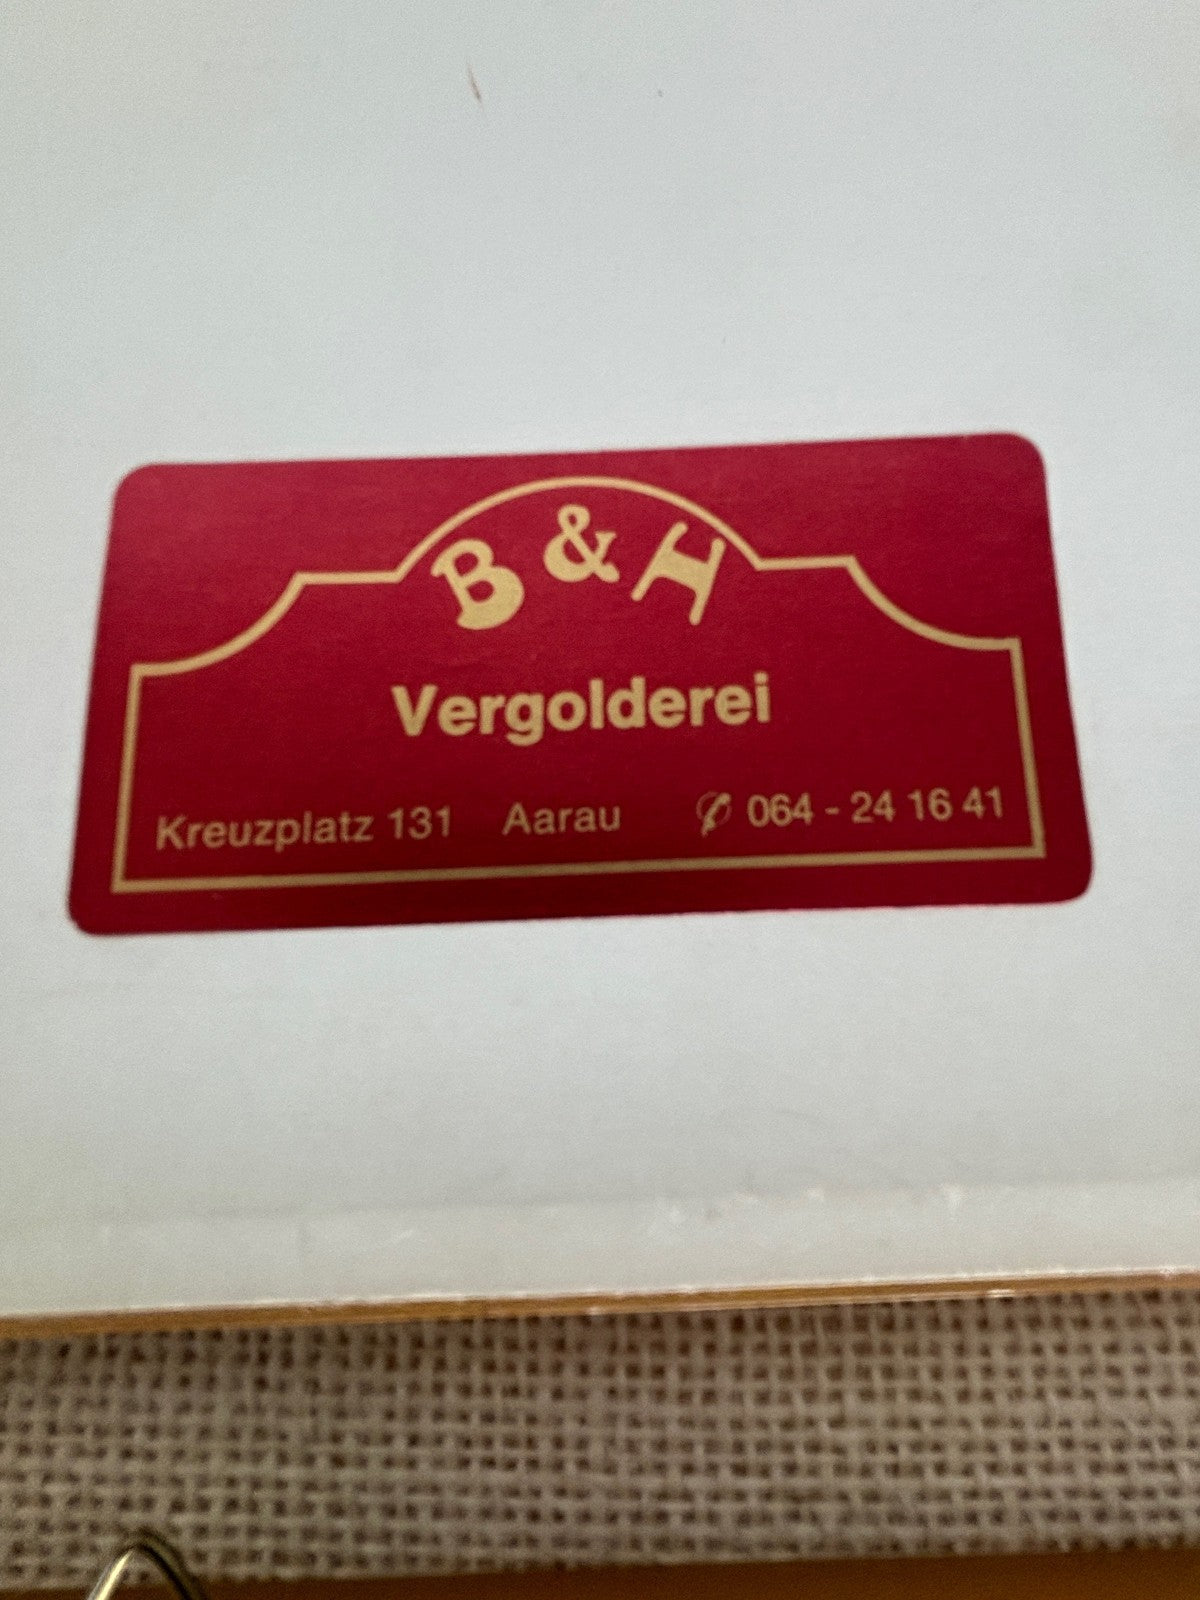 B & H
Vergolderei
Kreuzplatz 131 Aarau ✆ 064 - 24 16 41